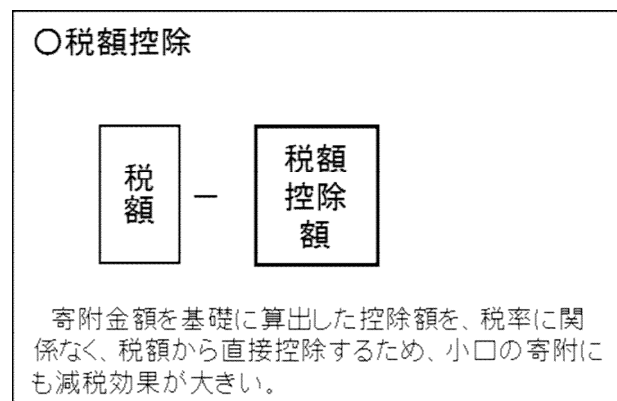 ○税額控除
税額
－
税額控除額
寄附金額を基礎に算出した控除額を、税率に関
係なく、税額から直接控除するため、小口の寄附に
も減税効果が大きい。